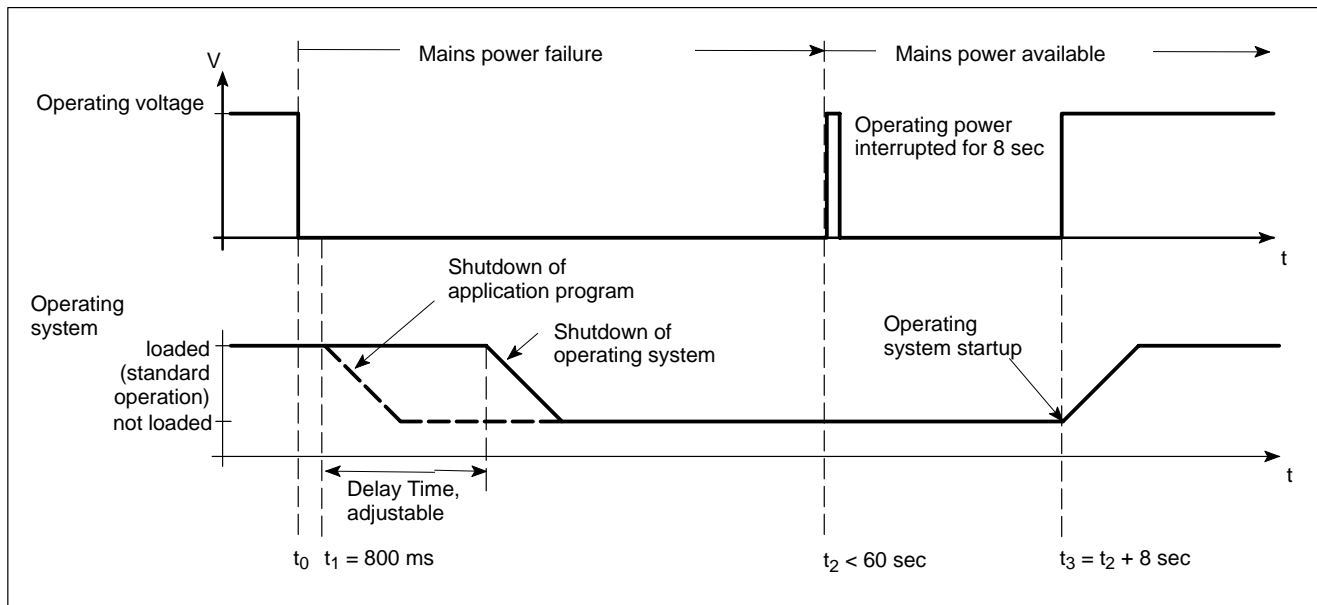 Mains power failure
Mains power available
V
Operating voltage
Operating power
interrupted for 8 sec
t
Shutdown of
application program
Operating
system
Shutdown of
operating system
Operating
system startup
loaded
(standard
operation)
not loaded
t
Delay Time,
adjustable
t0
t1 = 800 ms
t2 < 60 sec
t3 = t2 + 8 sec